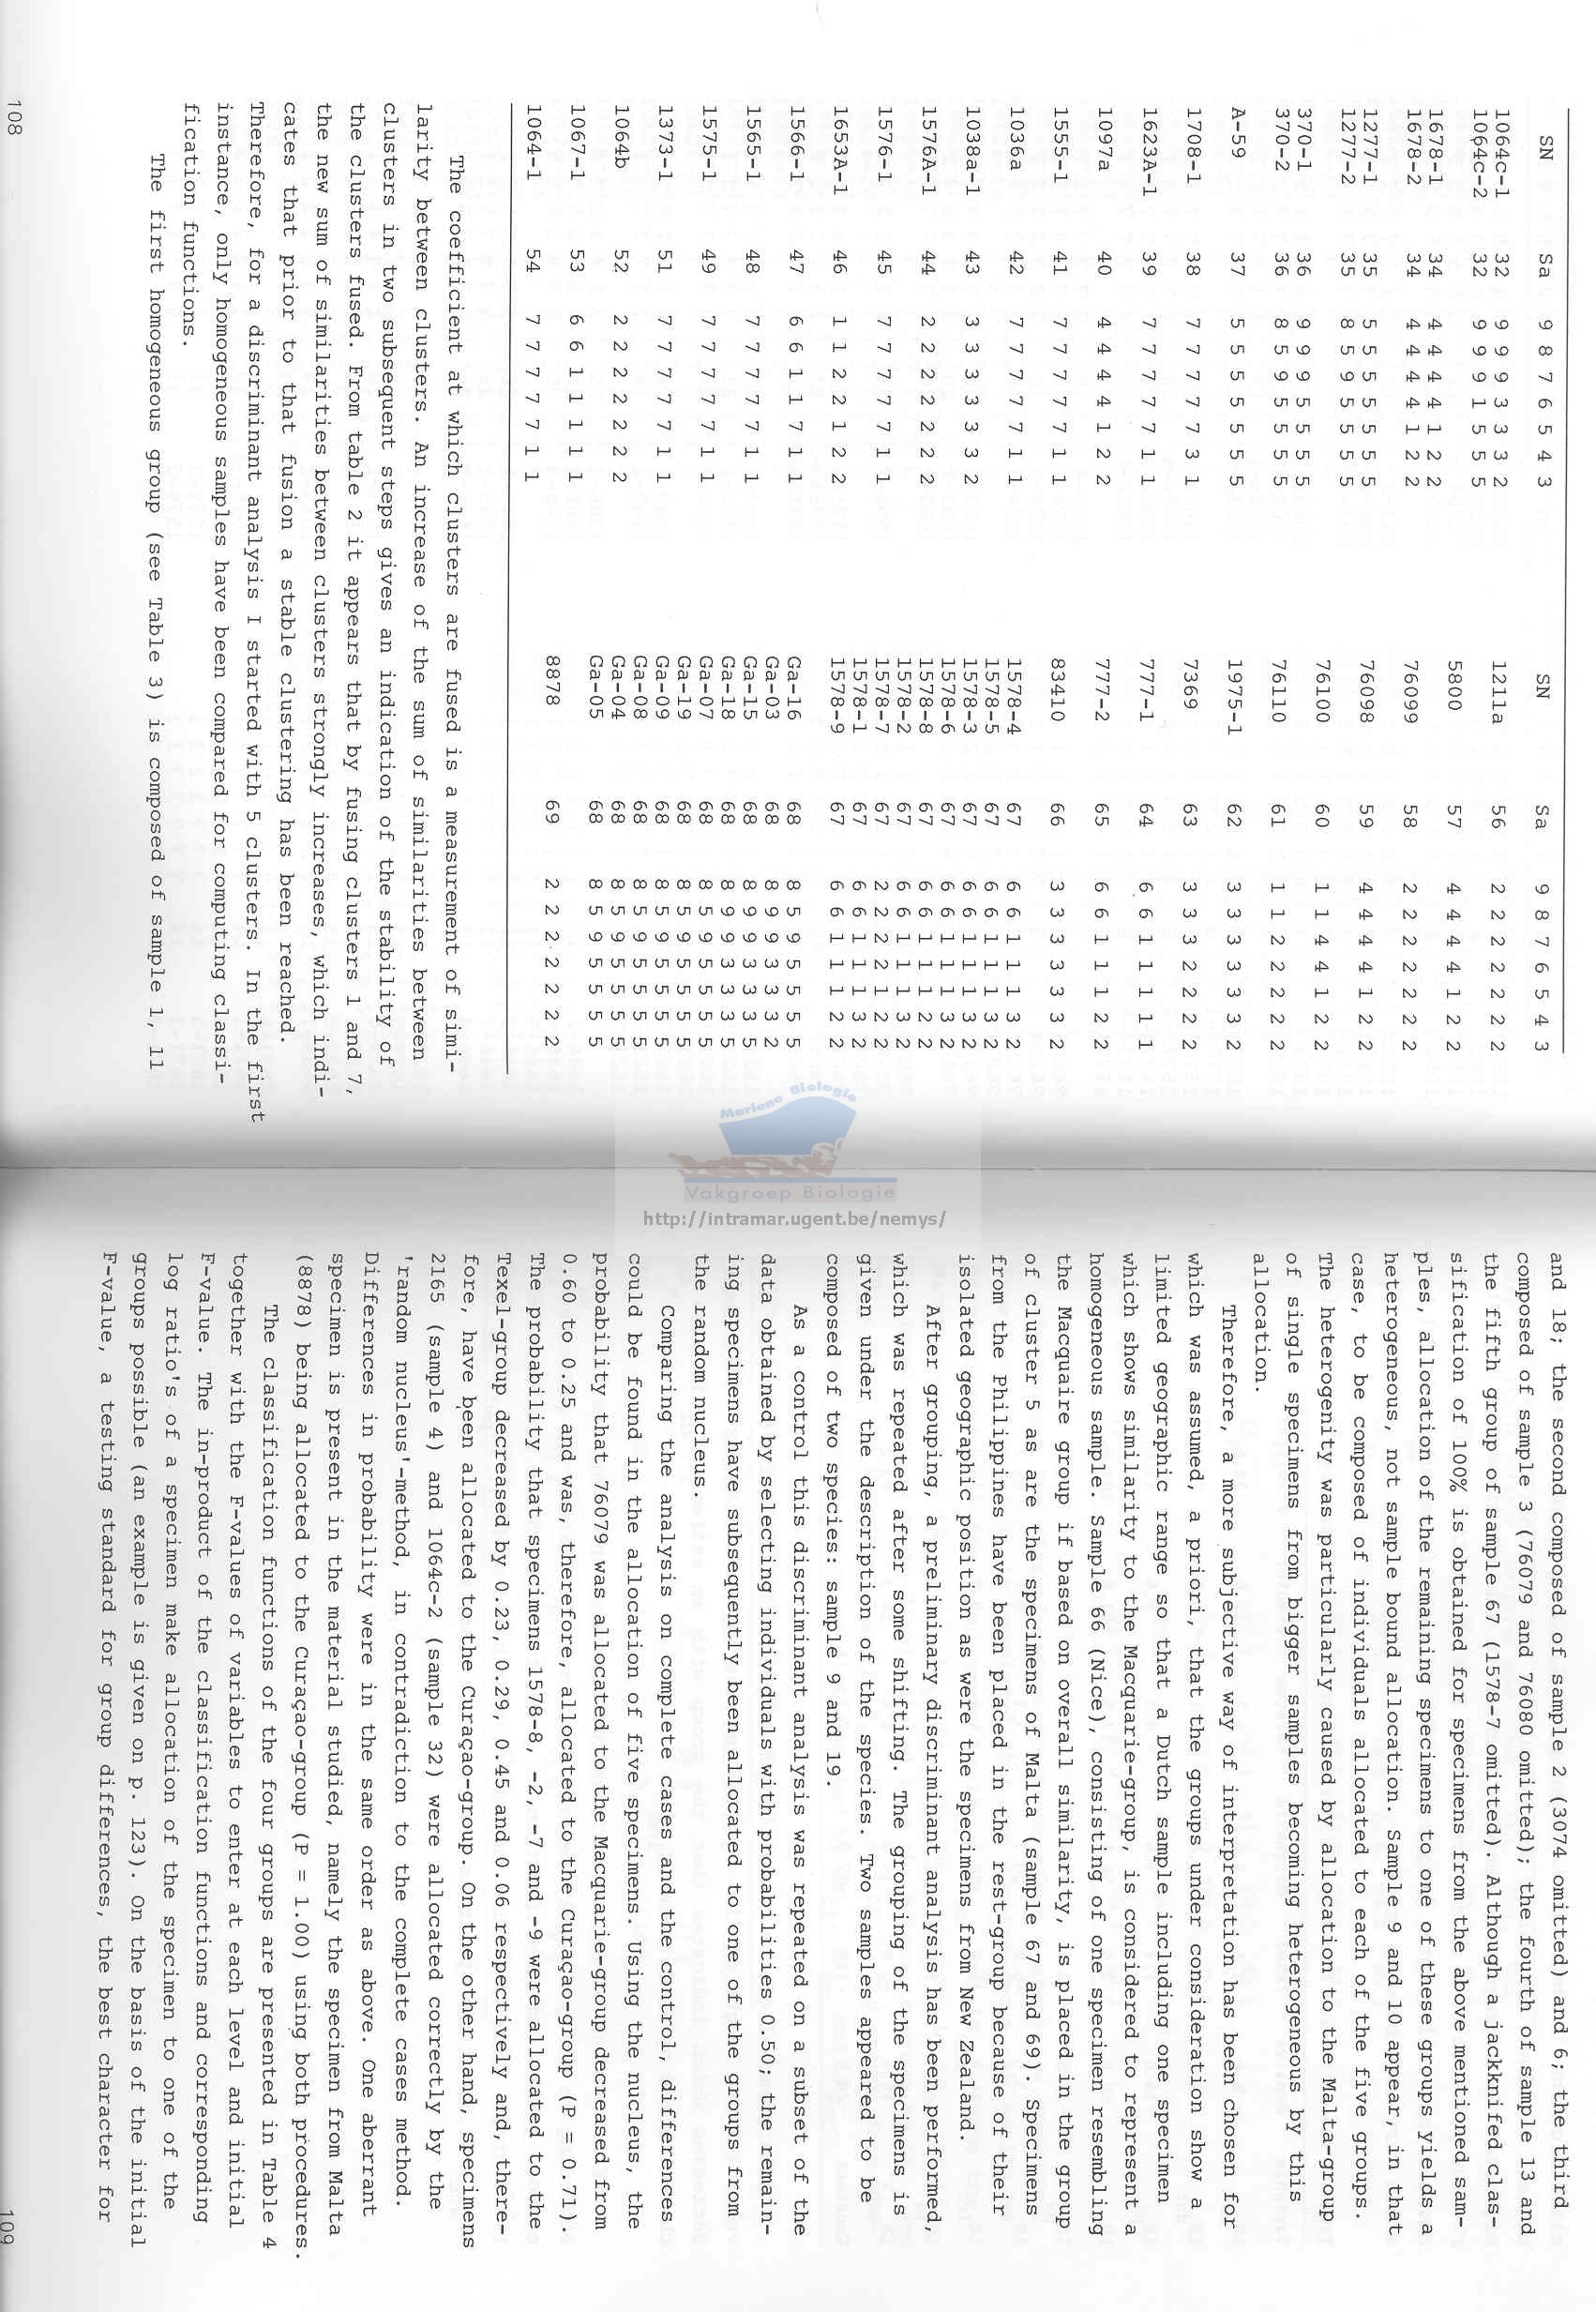 SN Sa 9 8 7 6 5 4 3
1064c-1 32 9 9 9 3 3 3 2
1064c-2 32 9 9 9 1 5 5 5
1678-1 34 4 4 4 4 1 2 2
1678-2 34 4 4 4 4 1 2 2
1277-1 35 5 5 5 5 5 5 5
1277-2 35 8 5 9 5 5 5 5
370-1 36 9 9 9 5 5 5 5
370-2 36 8 5 9 5 5 5 5
A-59 37 5 5 5 5 5 5 5
1708-1 38 7 7 7 7 7 3 1
1623A-1 39 7 7 7 7 7 1 1
1097a 40 4 4 4 4 1 2 2
1555-1 41 7 7 7 7 7 1 1
1036a 42 7 7 7 7 7 1 1
1038a-1 43 3 3 3 3 3 3 2
1576A-1 44 2 2 2 2 2 2 2
1576-1 45 7 7 7 7 7 1 1
1653A-1 46 1 1 2 2 1 2 2
1566-1 47 6 6 1 1 7 1 1
1565-1 48 7 7 7 7 7 1 1
1575-1 49 7 7 7 7 7 1 1
1373-1 51 7 7 7 7 7 1 1
1064b 52 2 2 2 2 2 2 2
1067-1 53 6 6 1 1 1 1 1
1064-1 54 7 7 7 7 7 1 1
SN Sa 9 8 7 6 5 4 3
1211a 56 2 2 2 2 2 2 2
5800 57 4 4 4 4 1 2 2
76099 58 2 2 2 2 2 2 2
76098 59 4 4 4 4 1 2 2
76100 60 1 1 4 4 1 2 2
76110 61 1 1 2 2 2 2 2
1975-1 62 3 3 3 3 3 3 2
7369 63 3 3 3 2 2 2 2
777-1 64 6 6 1 1 1 1 1
777-2 65 6 6 1 1 1 2 2
83410 66 3 3 3 3 3 3 2
1578-4 67 6 6 1 1 1 3 2
1578-5 67 6 6 1 1 1 3 2
1578-3 67 6 6 1 1 1 3 2
1578-6 67 6 6 1 1 1 3 2
1578-8 67 6 6 1 1 1 2 2
1578-2 67 6 6 1 1 1 3 2
1578-7 67 2 2 2 2 1 2 2
1578-1 67 6 6 1 1 1 3 2
1578-9 67 6 6 1 1 1 2 2
Ga-16 68 8 5 9 5 5 5 5
Ga-03 68 8 9 9 3 3 3 2
Ga-15 68 8 9 9 3 3 3 5
Ga-18 68 8 9 9 3 3 3 5
Ga-07 68 8 5 9 5 5 5 5
Ga-19 68 8 5 9 5 5 5 5
Ga-09 68 8 5 9 5 5 5 5
Ga-08 68 8 5 9 5 5 5 5
Ga-04 68 8 5 9 5 5 5 5
Ga-05 68 8 5 9 5 5 5 5
8878 69 2 2 2 2 2 2 2
The coefficient at which clusters are fused is a measurement of simi-
larity between clusters. An increase of the sum of similarities between
clusters in two subsequent steps gives an indication of the stability of
the clusters fused. From table 2 it appears that by fusing clusters 1 and 7,
the new sum of similarities between clusters strongly increases, which indi-
cates that prior to that fusion a stable clustering has been reached.
Therefore, for a discriminant analysis I started with 5 clusters. In the first
instance, only homogeneous samples have been compared for computing classi-
fication functions.
The first homogeneous group (see Table 3) is composed of sample 1, 11
108
Mariene Biologie
Vakgroep Biologie
http://intramar.ugent.be/nemys/
and 18; the second composed of sample 2 (3074 omitted) and 6; the third
composed of sample 3 (76079 and 76080 omitted); the fourth of sample 13 and
the fifth group of sample 67 (1578-7 omitted). Although a jackknifed clas-
sification of 100% is obtained for specimens from the above mentioned sam-
ples, allocation of the remaining specimens to one of these groups yields a
heterogeneous, not sample bound allocation. Sample 9 and 10 appear, in that
case, to be composed of individuals allocated to each of the five groups.
The heterogenity was particularly caused by allocation to the Malta-group
of single specimens from bigger samples becoming heterogeneous by this
allocation.
Therefore, a more subjective way of interpretation has been chosen for
which was assumed, a priori, that the groups under consideration show a
limited geographic range so that a Dutch sample including one specimen
which shows similarity to the Macquarie-group, is considered to represent a
homogeneous sample. Sample 66 (Nice), consisting of one specimen resembling
the Macquaire group if based on overall similarity, is placed in the group
of cluster 5 as are the specimens of Malta (sample 67 and 69). Specimens
from the Philippines have been placed in the rest-group because of their
isolated geographic position as were the specimens from New Zealand.
After grouping, a preliminary discriminant analysis has been performed,
which was repeated after some shifting. The grouping of the specimens is
given under the description of the species. Two samples appeared to be
composed of two species: sample 9 and 19.
As a control this discriminant analysis was repeated on a subset of the
data obtained by selecting individuals with probabilities 0.50; the remain-
ing specimens have subsequently been allocated to one of the groups from
the random nucleus.
Comparing the analysis on complete cases and the control, differences
could be found in the allocation of five specimens. Using the nucleus, the
probability that 76079 was allocated to the Macquarie-group decreased from
0.60 to 0.25 and was, therefore, allocated to the Curaçao-group (P = 0.71).
The probability that specimens 1578-8, -2, -7 and -9 were allocated to the
Texel-group decreased by 0.23, 0.29, 0.45 and 0.06 respectively and, there-
fore, have been allocated to the Curaçao-group. On the other hand, specimens
2165 (sample 4) and 1064c-2 (sample 32) were allocated correctly by the
'random nucleus'-method, in contradiction to the complete cases method.
Differences in probability were in the same order as above. One aberrant
specimen is present in the material studied, namely the specimen from Malta
(8878) being allocated to the Curaçao-group (P = 1.00) using both procedures.
The classification functions of the four groups are presented in Table 4
together with the F-values of variables to enter at each level and initial
F-value. The in-product of the classification functions and corresponding
log ratio's of a specimen make allocation of the specimen to one of the
groups possible (an example is given on p. 123). On the basis of the initial
F-value, a testing standard for group differences, the best character for
109